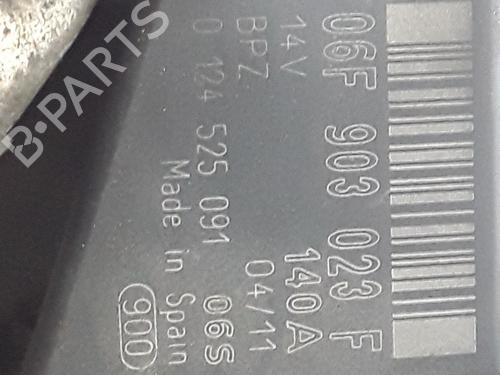 06F 903 023 F
14V 140A
BPZ 04/11
0 124 525 091 06S
Made in Spain
900
B-PARTS